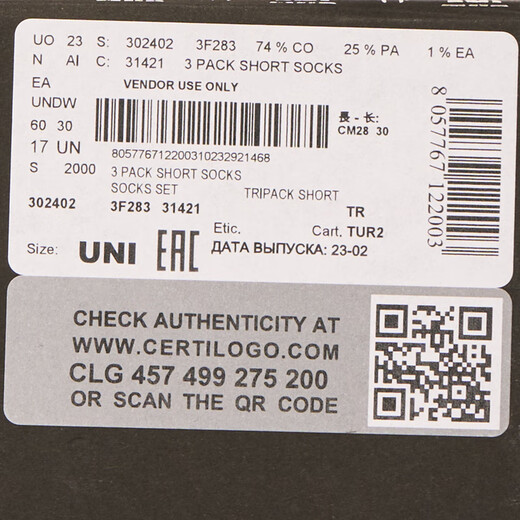 UO 23 S: 302402 3F283 74 % CO 25 % PA 1 % EA
N AI C: 31421 3 PACK SHORT SOCKS
EA VENDOR USE ONLY
UNDW
60 30
長 - 长:
CM28 30
17 UN
805776712200310232921468
S 2000 3 PACK SHORT SOCKS
SOCKS SET TRIPACK SHORT
302402 3F283 31421 TR
Etic. Cart. TUR2
Size: UNI EAC ДАТА ВЫПУСКА: 23-02
8 057767 122003
CHECK AUTHENTICITY AT
WWW.CERTILOGO.COM
CLG 457 499 275 200
OR SCAN THE QR CODE